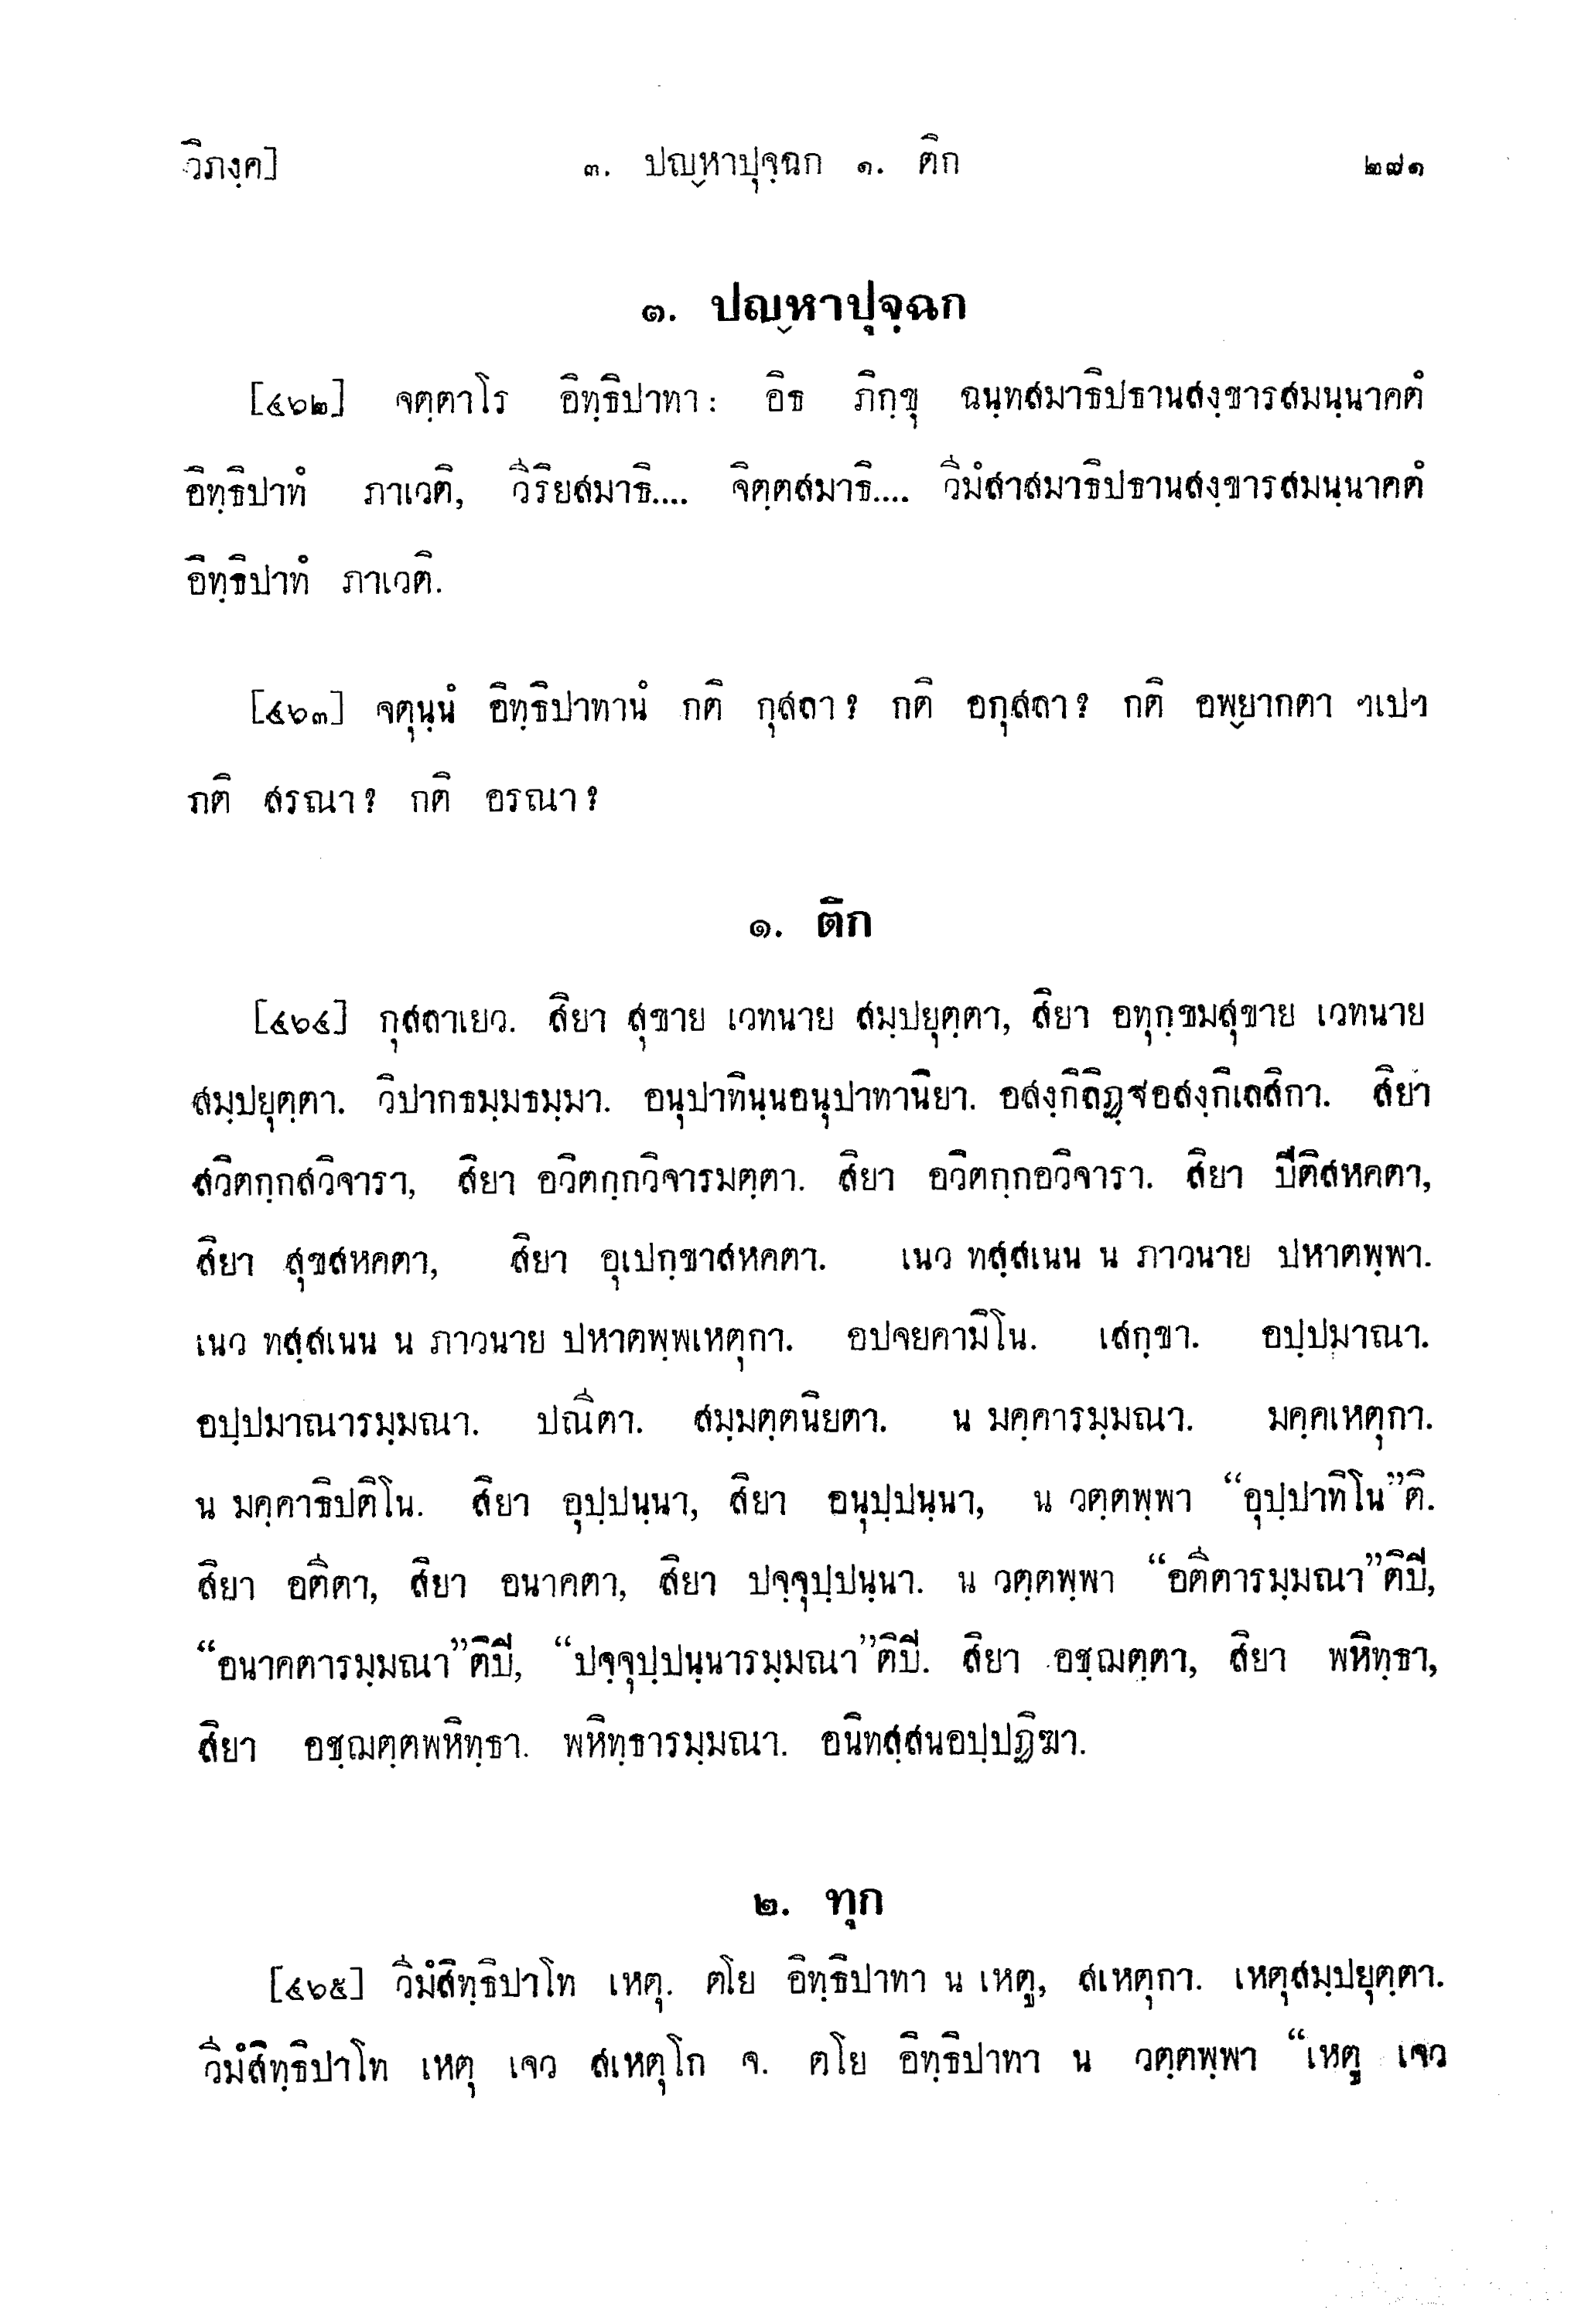 วิภงฺค]	๓. ปญฺหาปุจฺฉก ๑. ติก	๒๗๑
๓. ปญฺหาปุจฺฉก
[๔๖๒] จตฺตาโร อิทฺธิปาทา: อิธ ภิกฺขุ ฉนฺทสมาธิปธานสงฺขารสมนฺนาคตํ
อิทฺธิปาทํ ภาเวติ, วีริยสมาธิ.... จิตฺตสมาธิ.... วีมํสาสมาธิปธานสงฺขารสมนฺนาคตํ
อิทฺธิปาทํ ภาเวติ.
[๔๖๓] จตุนฺนํ อิทฺธิปาทานํ กติ กุสลา? กติ อกุสลา? กติ อพฺยากตา ฯเปฯ
กติ สรณา? กติ อรณา?
๑. ติก
[๔๖๔] กุสลาเยว. สิยา สุขาย เวทนาย สมฺปยุตฺตา, สิยา อทุกฺขมสุขาย เวทนาย
สมฺปยุตฺตา. วิปากธมฺมธมฺมา. อนุปาทินฺนอนุปาทานิยา. อสงฺกิลิฏฺฐอสงฺกิเลสิกา. สิยา
สวิตกฺกสวิจารา, สิยา อวิตกฺกวิจารมตฺตา. สิยา อวิตกฺกอวิจารา. สิยา ปีติสหคตา,
สิยา สุขสหคตา, สิยา อุเปกฺขาสหคตา. เนว ทสฺสเนน น ภาวนาย ปหาตพฺพา.
เนว ทสฺสเนน น ภาวนาย ปหาตพฺพเหตุกา. อปจยคามิโน. เสกฺขา. อปฺปมาณา.
อปฺปมาณารมฺมณา. ปณีตา. สมฺมตฺตนิยตา. น มคฺคารมฺมณา. มคฺคเหตุกา.
น มคฺคาธิปติโน. สิยา อุปฺปนฺนา, สิยา อนุปฺปนฺนา, น วตฺตพฺพา “อุปฺปาทิโน”ติ.
สิยา อตีตา, สิยา อนาคตา, สิยา ปจฺจุปฺปนฺนา. น วตฺตพฺพา “อตีตารมฺมณา”ติปี,
“อนาคตารมฺมณา”ติปี, “ปจฺจุปฺปนฺนารมฺมณา”ติปี. สิยา อชฺฌตฺตา, สิยา พหิทฺธา,
สิยา อชฺฌตฺตพหิทฺธา. พหิทฺธารมฺมณา. อนิทสฺสนอปฺปฏิฆา.
๒. ทุก
[๔๖๕] วีมํสิทฺธิปาโท เหตุ. ตโย อิทฺธิปาทา น เหตู, สเหตุกา. เหตุสมฺปยุตฺตา.
วีมํสิทฺธิปาโท เหตุ เจว สเหตุโก จ. ตโย อิทฺธิปาทา น วตฺตพฺพา “เหตู เจว